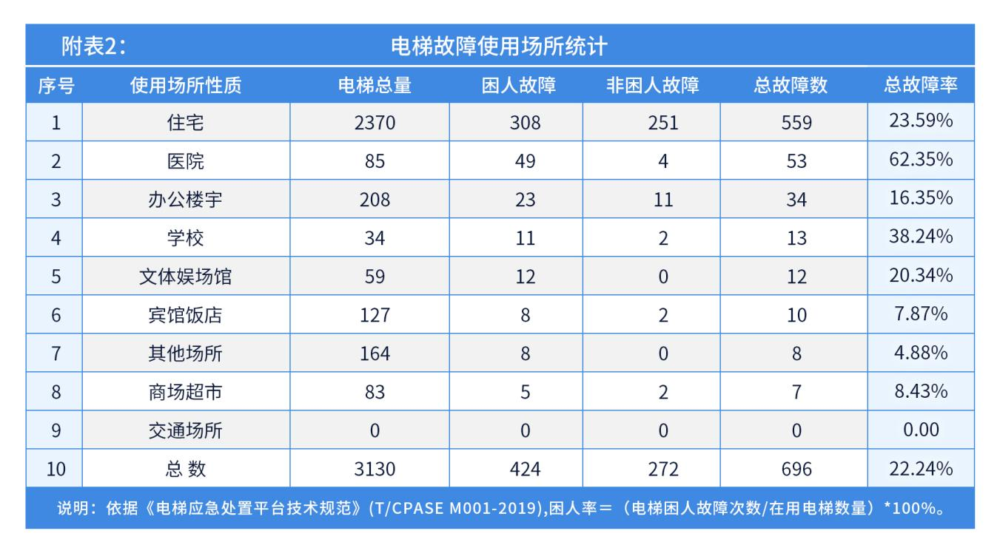 附表2： 电梯故障使用场所统计
序号 使用场所性质 电梯总量 困人故障 非困人故障 总故障数 总故障率
1 住宅 2370 308 251 559 23.59%
2 医院 85 49 4 53 62.35%
3 办公楼宇 208 23 11 34 16.35%
4 学校 34 11 2 13 38.24%
5 文体娱场馆 59 12 0 12 20.34%
6 宾馆饭店 127 8 2 10 7.87%
7 其他场所 164 8 0 8 4.88%
8 商场超市 83 5 2 7 8.43%
9 交通场所 0 0 0 0 0.00
10 总 数 3130 424 272 696 22.24%
说明：依据《电梯应急处置平台技术规范》(T/CPASE M001-2019),困人率＝（电梯困人故障次数/在用电梯数量）*100%。